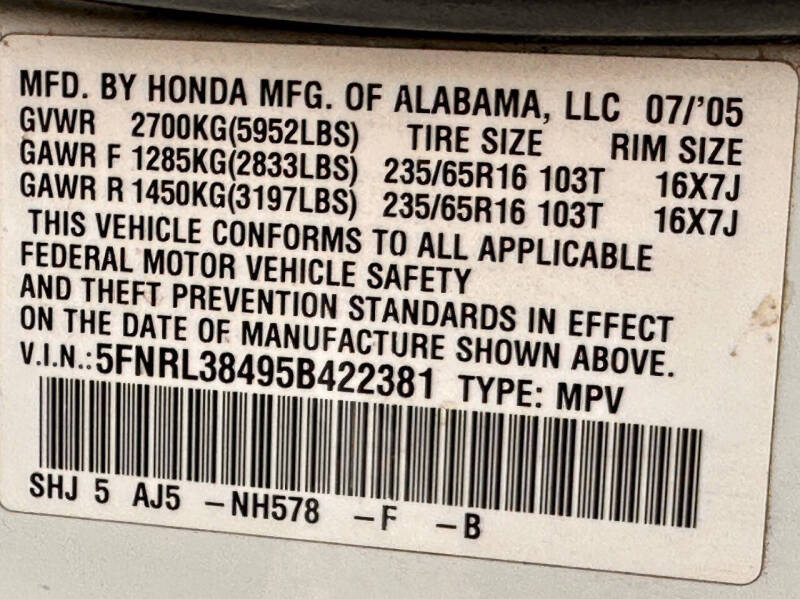 MFD. BY HONDA MFG. OF ALABAMA, LLC 07/'05
GVWR 2700KG(5952LBS) TIRE SIZE RIM SIZE
GAWR F 1285KG(2833LBS) 235/65R16 103T 16X7J
GAWR R 1450KG(3197LBS) 235/65R16 103T 16X7J
THIS VEHICLE CONFORMS TO ALL APPLICABLE
FEDERAL MOTOR VEHICLE SAFETY
AND THEFT PREVENTION STANDARDS IN EFFECT
ON THE DATE OF MANUFACTURE SHOWN ABOVE.
V.I.N.:5FNRL38495B422381 TYPE: MPV
SHJ 5 AJ5 -NH578 -F -B